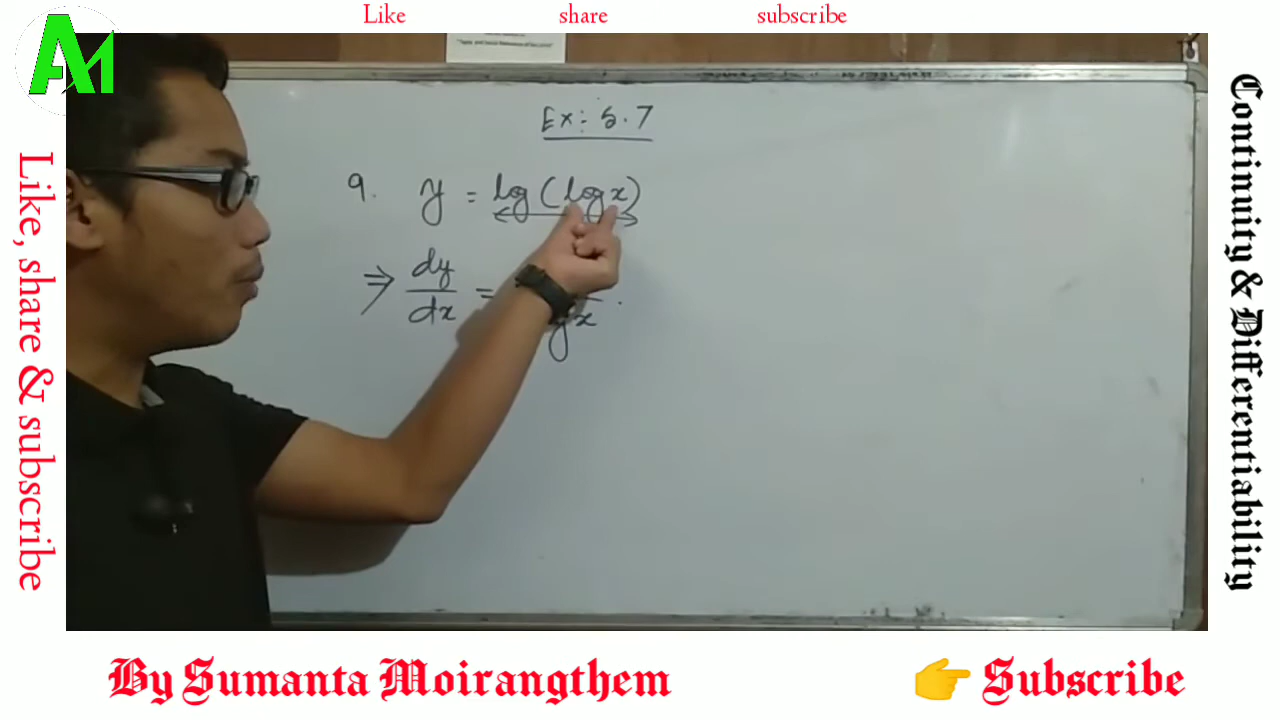 Like share subscribe
AM
Ex: 5.7
9. y = log (log x)
⇒ dy/dx =
x .
Like, share & subscribe
Continuity & Differentiability
By Sumanta Moirangthem
👉 Subscribe